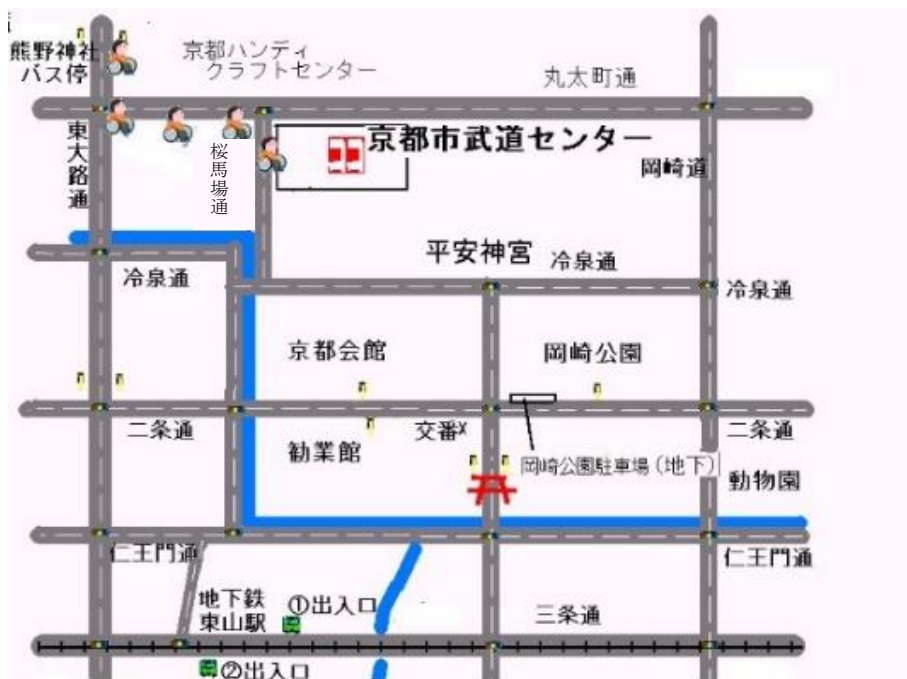 熊野神社
バス停
京都ハンディ
クラフトセンター
丸太町通
東大路通
桜馬場通
京都市武道センター
岡崎道
平安神宮
冷泉通
冷泉通
冷泉通
京都会館
岡崎公園
二条通
交番x
二条通
勧業館
岡崎公園駐車場(地下)
動物園
仁王門通
仁王門通
地下鉄
東山駅
①出入口
三条通
②出入口